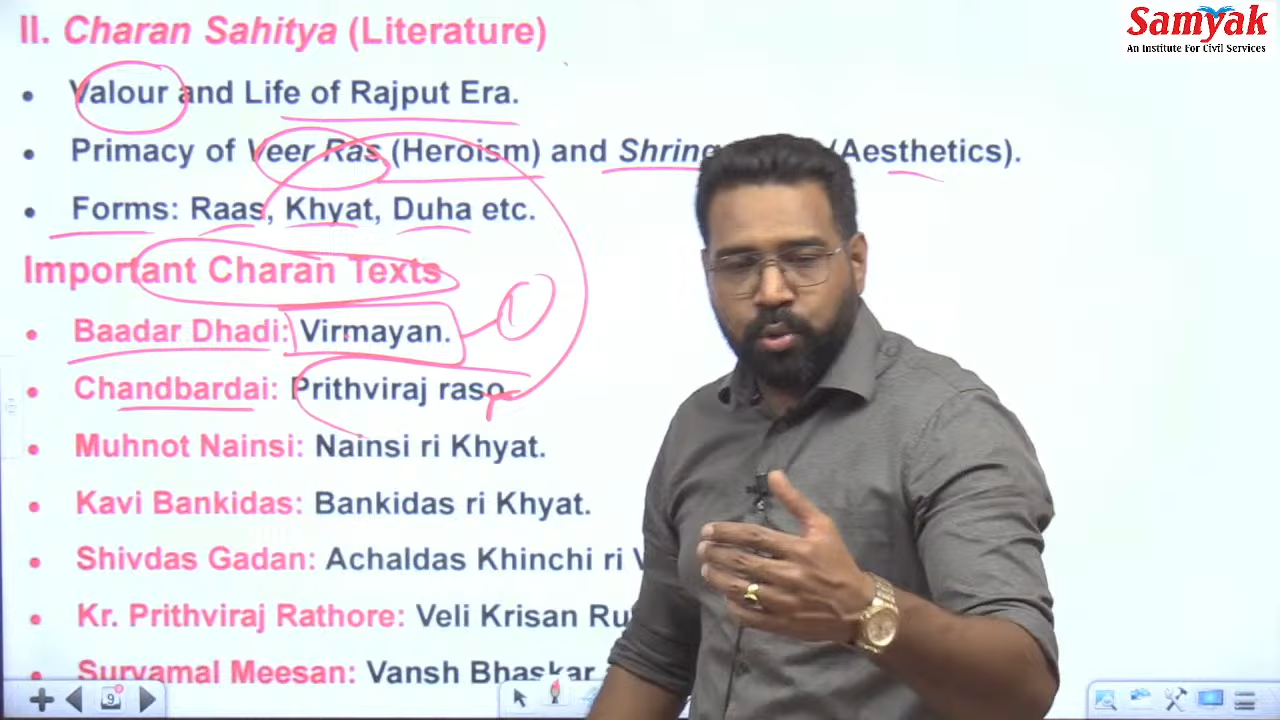 II. Charan Sahitya (Literature)
Samyak
An Institute For Civil Services
• Valour and Life of Rajput Era.
• Primacy of Veer Ras (Heroism) and (Aesthetics).
• Forms: Raas, Khyat, Duha etc.
Important Charan Texts
• Baadar Dhadi: Virmayan. 1
• Chandbardai: Prithviraj raso
• Muhnot Nainsi: Nainsi ri Khyat.
• Kavi Bankidas: Bankidas ri Khyat.
• Shivdas Gadan: Achaldas Khinchi ri
• Kr. Prithviraj Rathore: Veli Krisan
• Suryamal Meesan: Vansh Bhaskar
9